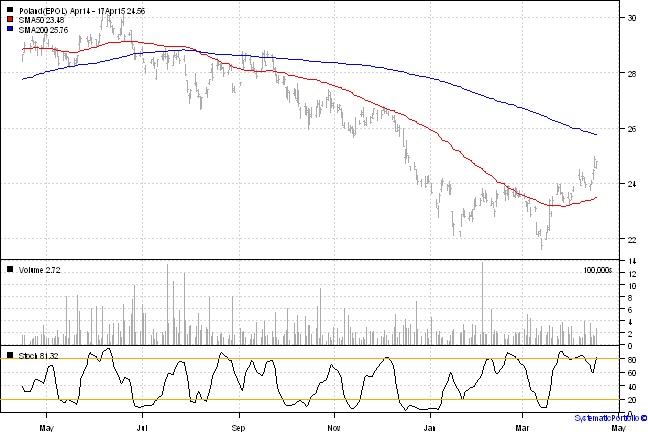 Poland(EPOL) Apr14 - 17Apr15 24.56
SMA50 23.48
SMA200 25.76
30
28
26
24
22
Volume 2.72
100,000s
14
12
10
8
6
4
2
0
Stoch 81.32
80
60
40
20
0
May Jul Sep Nov Jan Mar May
SystematicPortfolio ©